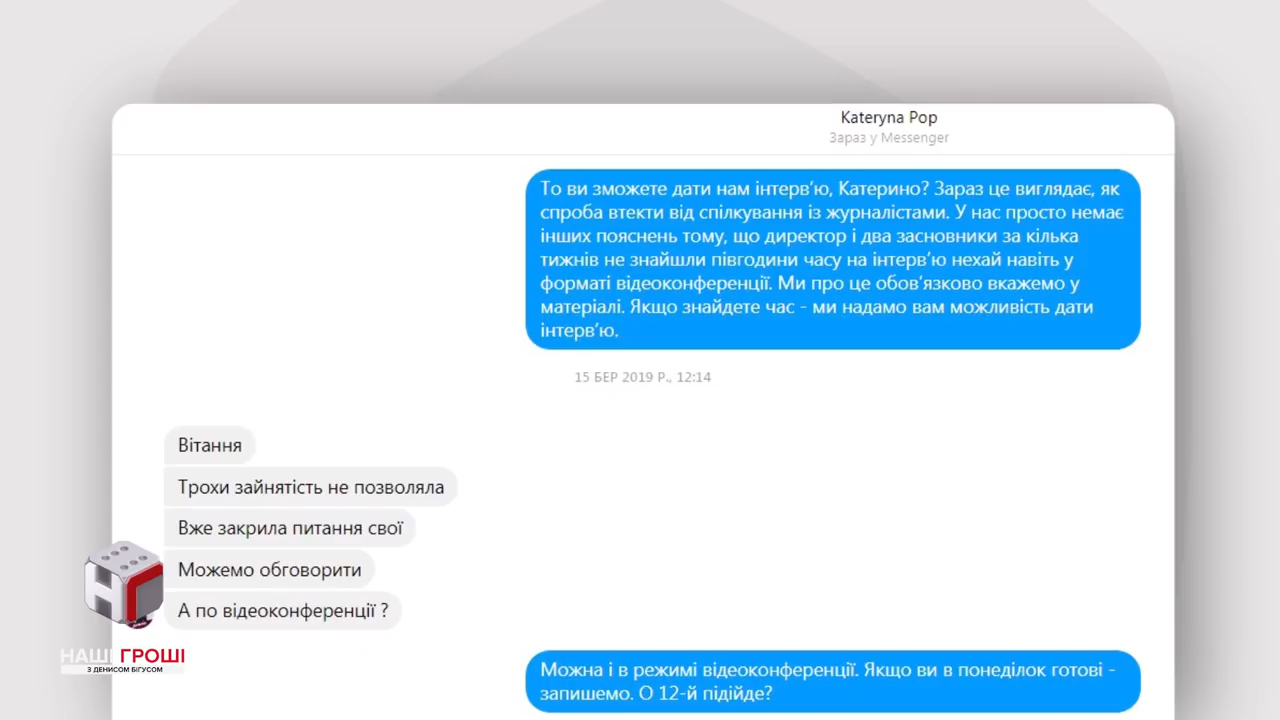 Kateryna Pop
Зараз у Messenger
То ви зможете дати нам інтерв'ю, Катерино? Зараз це виглядає, як
спроба втекти від спілкування із журналістами. У нас просто немає
інших пояснень тому, що директор і два засновники за кілька
тижнів не знайшли півгодини часу на інтерв'ю нехай навіть у
форматі відеоконференції. Ми про це обов'язково вкажемо у
матеріалі. Якщо знайдете час - ми надамо вам можливість дати
інтерв'ю.
15 БЕР 2019 Р., 12:14
Вітання
Трохи зайнятість не позволяла
Вже закрила питання свої
Можемо обговорити
А по відеоконференції ?
НАШІ ГРОШІ
З ДЕНИСОМ БІГУСОМ
Можна і в режимі відеоконференції. Якщо ви в понеділок готові -
запишемо. О 12-й підійде?